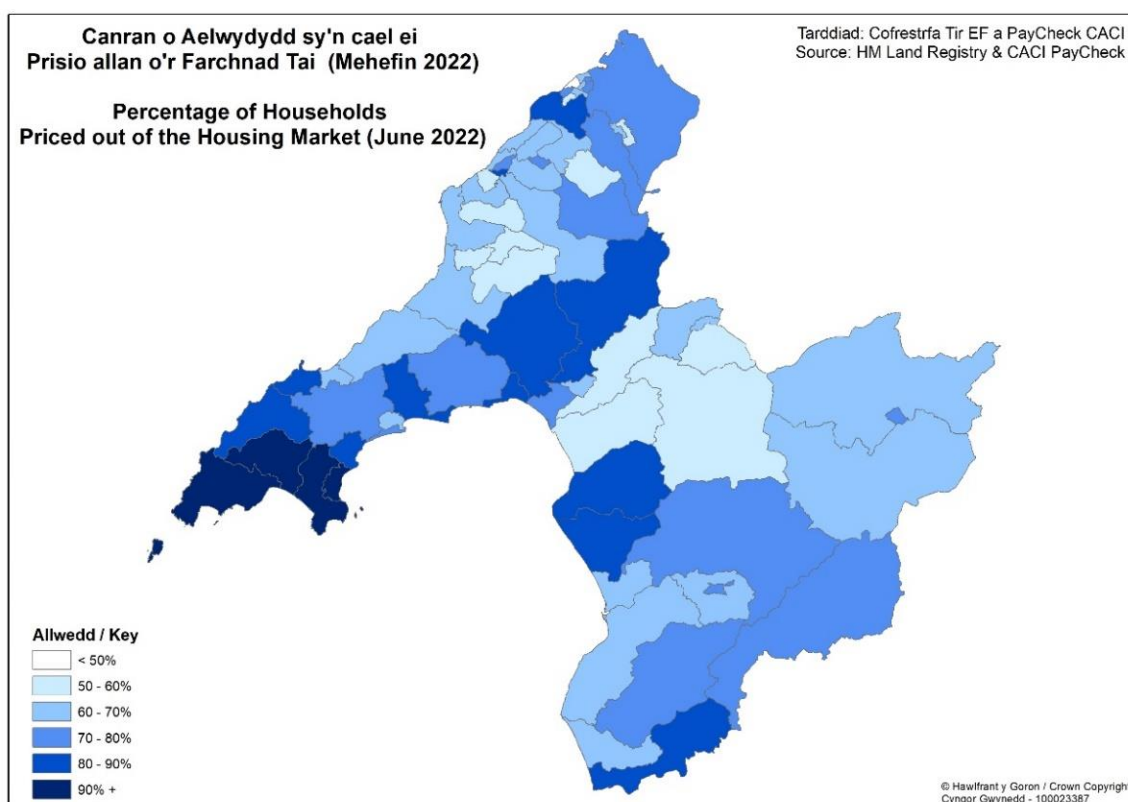 Canran o Aelwydydd sy'n cael ei
Prisio allan o'r Farchnad Tai (Mehefin 2022)
Percentage of Households
Priced out of the Housing Market (June 2022)
Tarddiad: Cofrestrfa Tir EF a PayCheck CACI
Source: HM Land Registry & CACI PayCheck
Allwedd / Key
< 50%
50 - 60%
60 - 70%
70 - 80%
80 - 90%
90% +
© Hawlfraint y Goron / Crown Copyright
Cyngor Gwynedd - 100023387